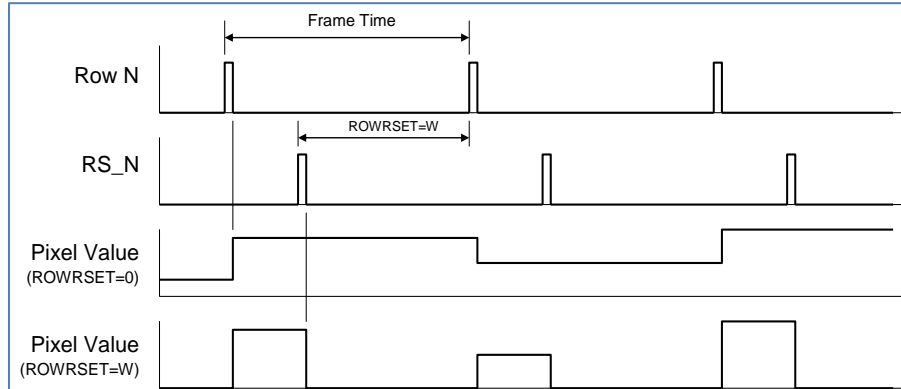 Frame Time
Row N
ROWRSET=W
RS_N
Pixel Value
(ROWRSET=0)
Pixel Value
(ROWRSET=W)